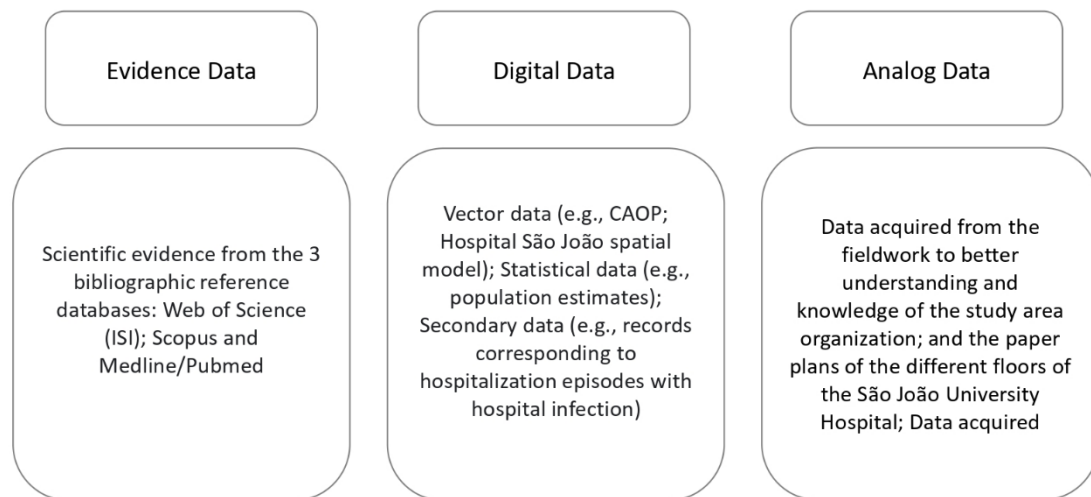 Evidence Data
Digital Data
Analog Data
Scientific evidence from the 3
bibliographic reference
databases: Web of Science
(ISI); Scopus and
Medline/Pubmed
Vector data (e.g., CAOP;
Hospital São João spatial
model); Statistical data (e.g.,
population estimates);
Secondary data (e.g., records
corresponding to
hospitalization episodes with
hospital infection)
Data acquired from the
fieldwork to better
understanding and
knowledge of the study area
organization; and the paper
plans of the different floors of
the São João University
Hospital; Data acquired